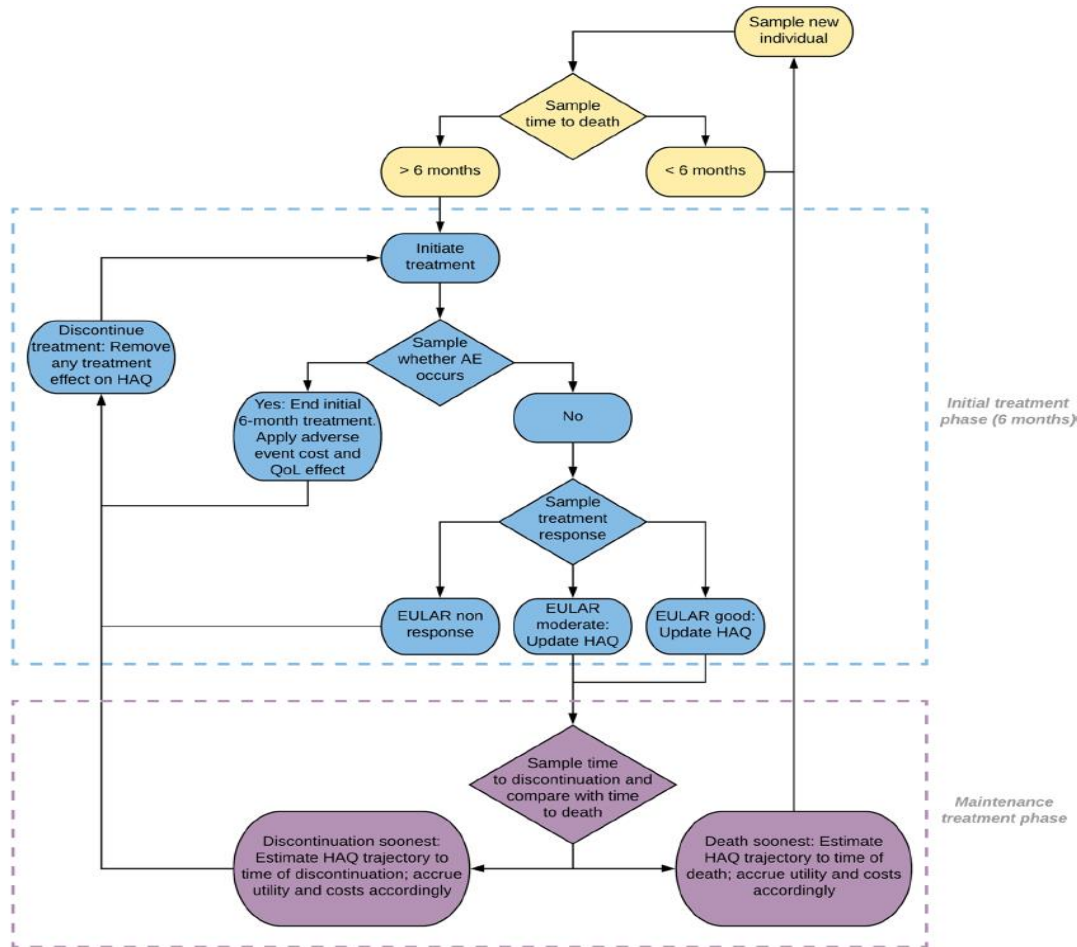 Sample new
individual
Sample
time to death
> 6 months
< 6 months
Initiate
treatment
Discontinue
treatment: Remove
any treatment
effect on HAQ
Sample
whether AE
occurs
Yes: End initial
6-month treatment.
Apply adverse
event cost and
QoL effect
No
Initial treatment
phase (6 months)
Sample
treatment
response
EULAR non
response
EULAR
moderate:
Update HAQ
EULAR good:
Update HAQ
Sample time
to discontinuation and
compare with time
to death
Maintenance
treatment phase
Discontinuation soonest:
Estimate HAQ trajectory to
time of discontinuation; accrue
utility and costs accordingly
Death soonest: Estimate
HAQ trajectory to time of
death; accrue utility and costs
accordingly